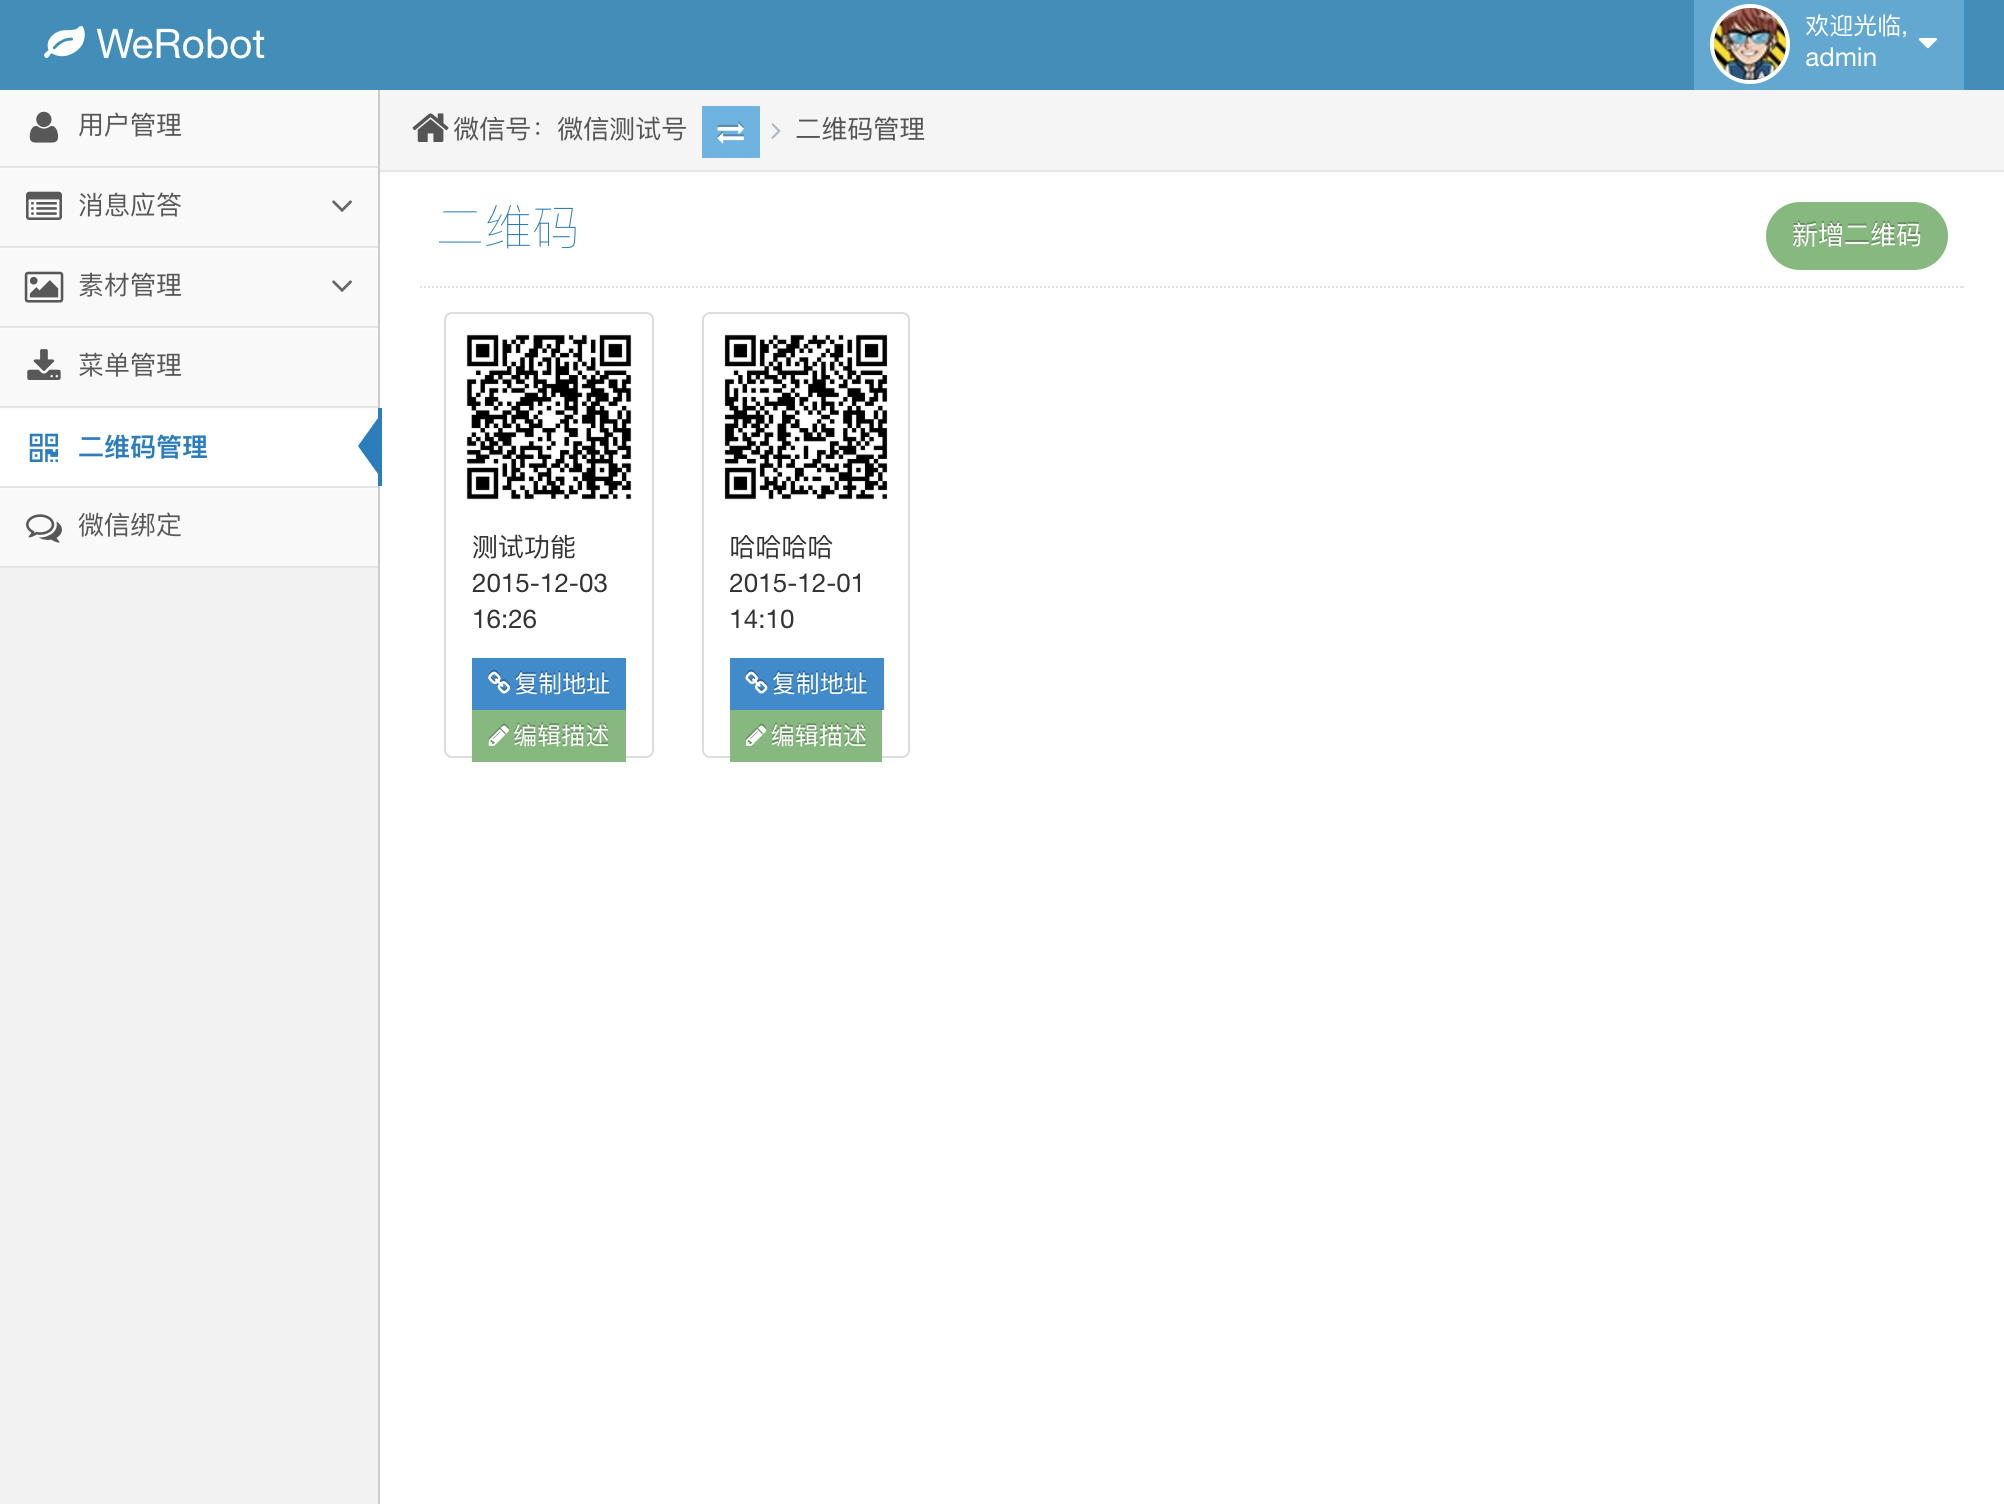 WeRobot
欢迎光临,
admin
用户管理
消息应答
素材管理
菜单管理
二维码管理
微信绑定
微信号：微信测试号
二维码管理
二维码
新增二维码
测试功能
2015-12-03
16:26
复制地址
编辑描述
哈哈哈哈
2015-12-01
14:10
复制地址
编辑描述